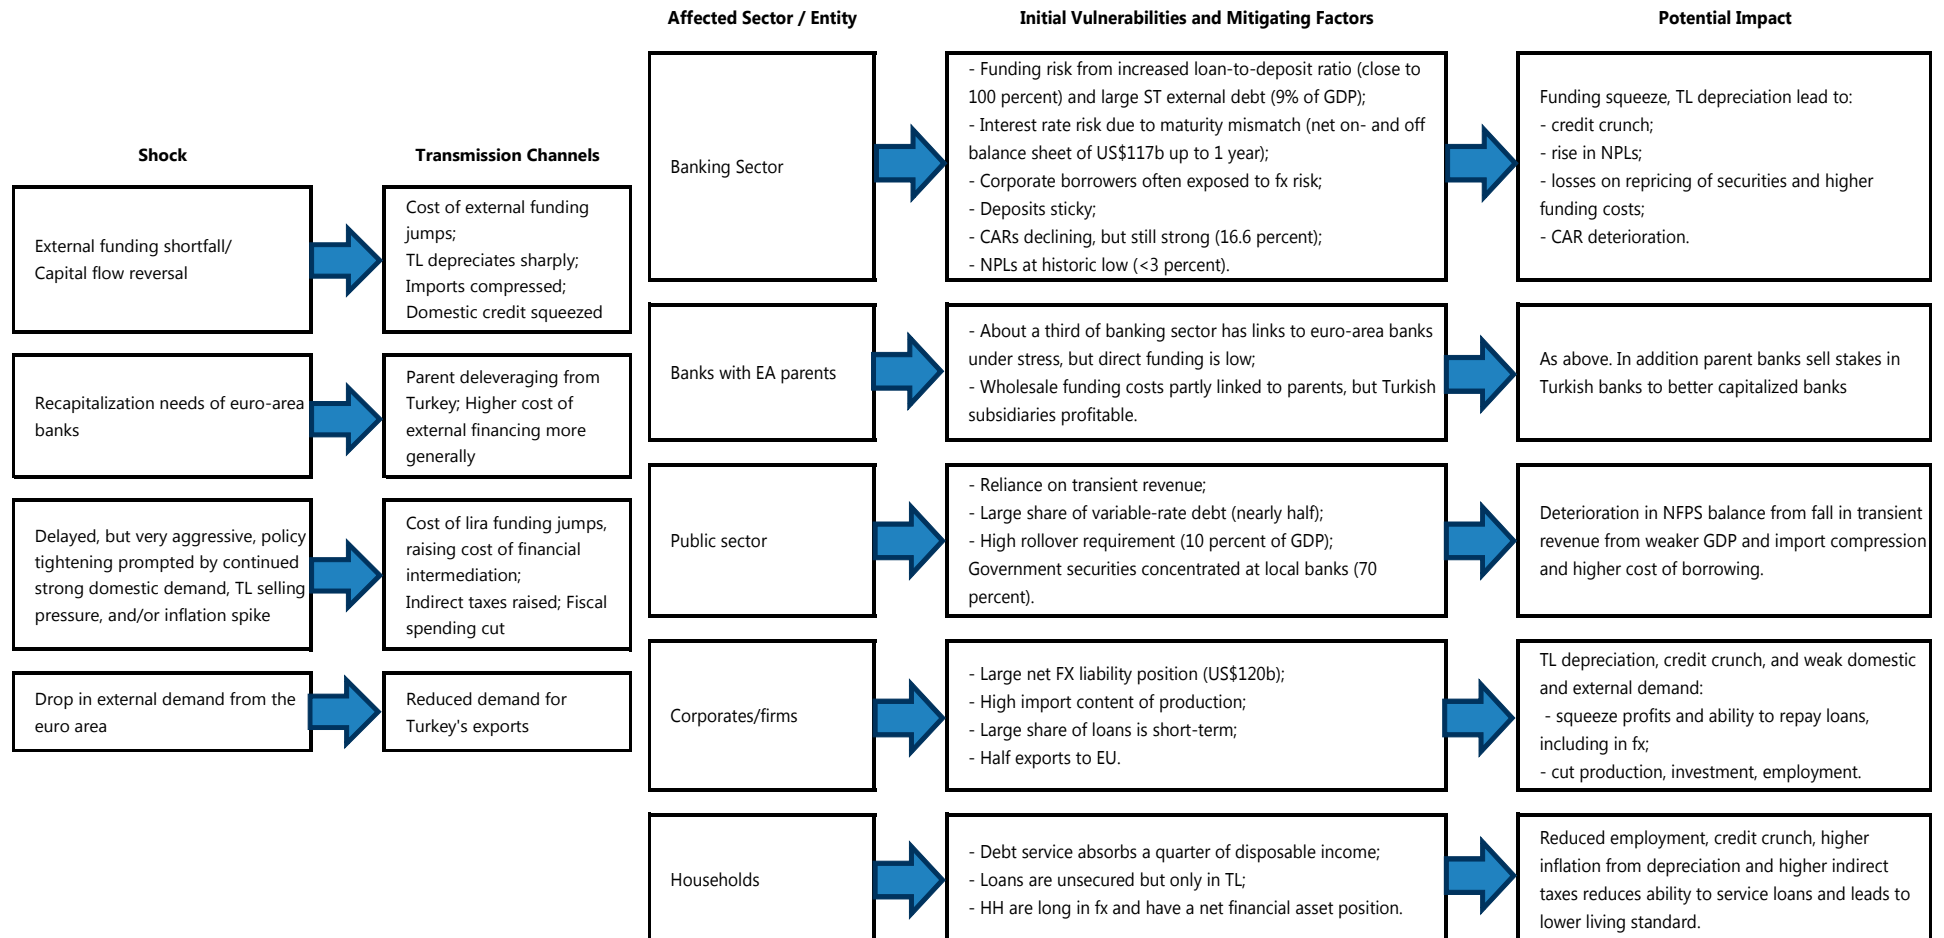 Shock
External funding shortfall/
Capital flow reversal
Recapitalization needs of euro-area
banks
Delayed, but very aggressive, policy
tightening prompted by continued
strong domestic demand, TL selling
pressure, and/or inflation spike
Drop in external demand from the
euro area
Transmission Channels
Cost of external funding
jumps;
TL depreciates sharply;
Imports compressed;
Domestic credit squeezed
Parent deleveraging from
Turkey; Higher cost of
external financing more
generally
Cost of lira funding jumps,
raising cost of financial
intermediation;
Indirect taxes raised; Fiscal
spending cut
Reduced demand for
Turkey's exports
Affected Sector / Entity
Initial Vulnerabilities and Mitigating Factors
Potential Impact
Banking Sector
- Funding risk from increased loan-to-deposit ratio (close to
100 percent) and large ST external debt (9% of GDP);
- Interest rate risk due to maturity mismatch (net on- and off
balance sheet of US$117b up to 1 year);
- Corporate borrowers often exposed to fx risk;
- Deposits sticky;
- CARs declining, but still strong (16.6 percent);
- NPLs at historic low (<3 percent).
Funding squeeze, TL depreciation lead to:
- credit crunch;
- rise in NPLs;
- losses on repricing of securities and higher
funding costs;
- CAR deterioration.
Banks with EA parents
- About a third of banking sector has links to euro-area banks
under stress, but direct funding is low;
- Wholesale funding costs partly linked to parents, but Turkish
subsidiaries profitable.
As above. In addition parent banks sell stakes in
Turkish banks to better capitalized banks
Public sector
- Reliance on transient revenue;
- Large share of variable-rate debt (nearly half);
- High rollover requirement (10 percent of GDP);
Government securities concentrated at local banks (70
percent).
Deterioration in NFPS balance from fall in transient
revenue from weaker GDP and import compression
and higher cost of borrowing.
Corporates/firms
- Large net FX liability position (US$120b);
- High import content of production;
- Large share of loans is short-term;
- Half exports to EU.
TL depreciation, credit crunch, and weak domestic
and external demand:
- squeeze profits and ability to repay loans,
including in fx;
- cut production, investment, employment.
Households
- Debt service absorbs a quarter of disposable income;
- Loans are unsecured but only in TL;
- HH are long in fx and have a net financial asset position.
Reduced employment, credit crunch, higher
inflation from depreciation and higher indirect
taxes reduces ability to service loans and leads to
lower living standard.